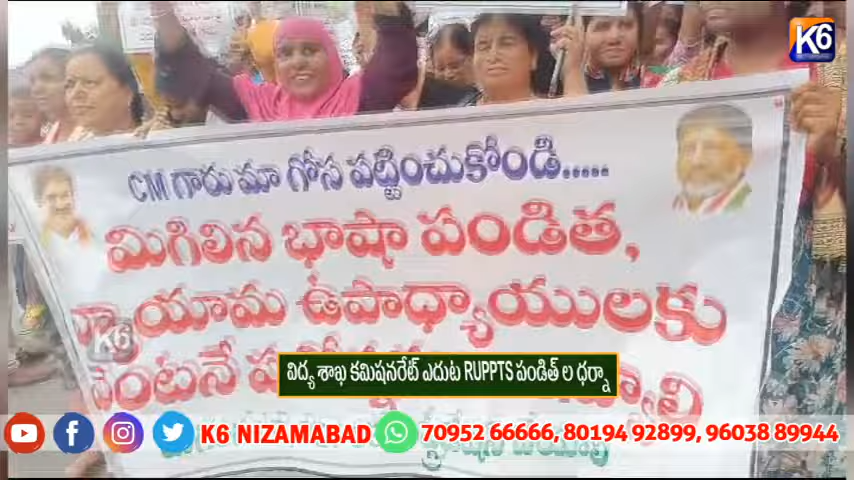 K6
CM గారు మా గోస పట్టించుకోండి.....
మిగిలిన భాషా పండిత,
వ్యాయామ ఉపాధ్యాయులకు
K6
వెంటనే
విద్య శాఖ కమిషనరేట్ ఎదుట RUPPTS పండిత్ ల ధర్నా
K6 NIZAMABAD 70952 66666, 80194 92899, 96038 89944